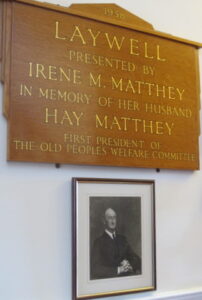 1958
LAYWELL
PRESENTED BY
IRENE M. MATTHEY
IN MEMORY OF HER HUSBAND
HAY MATTHEY
FIRST PRESIDENT OF
THE OLD PEOPLES WELFARE COMMITTEE